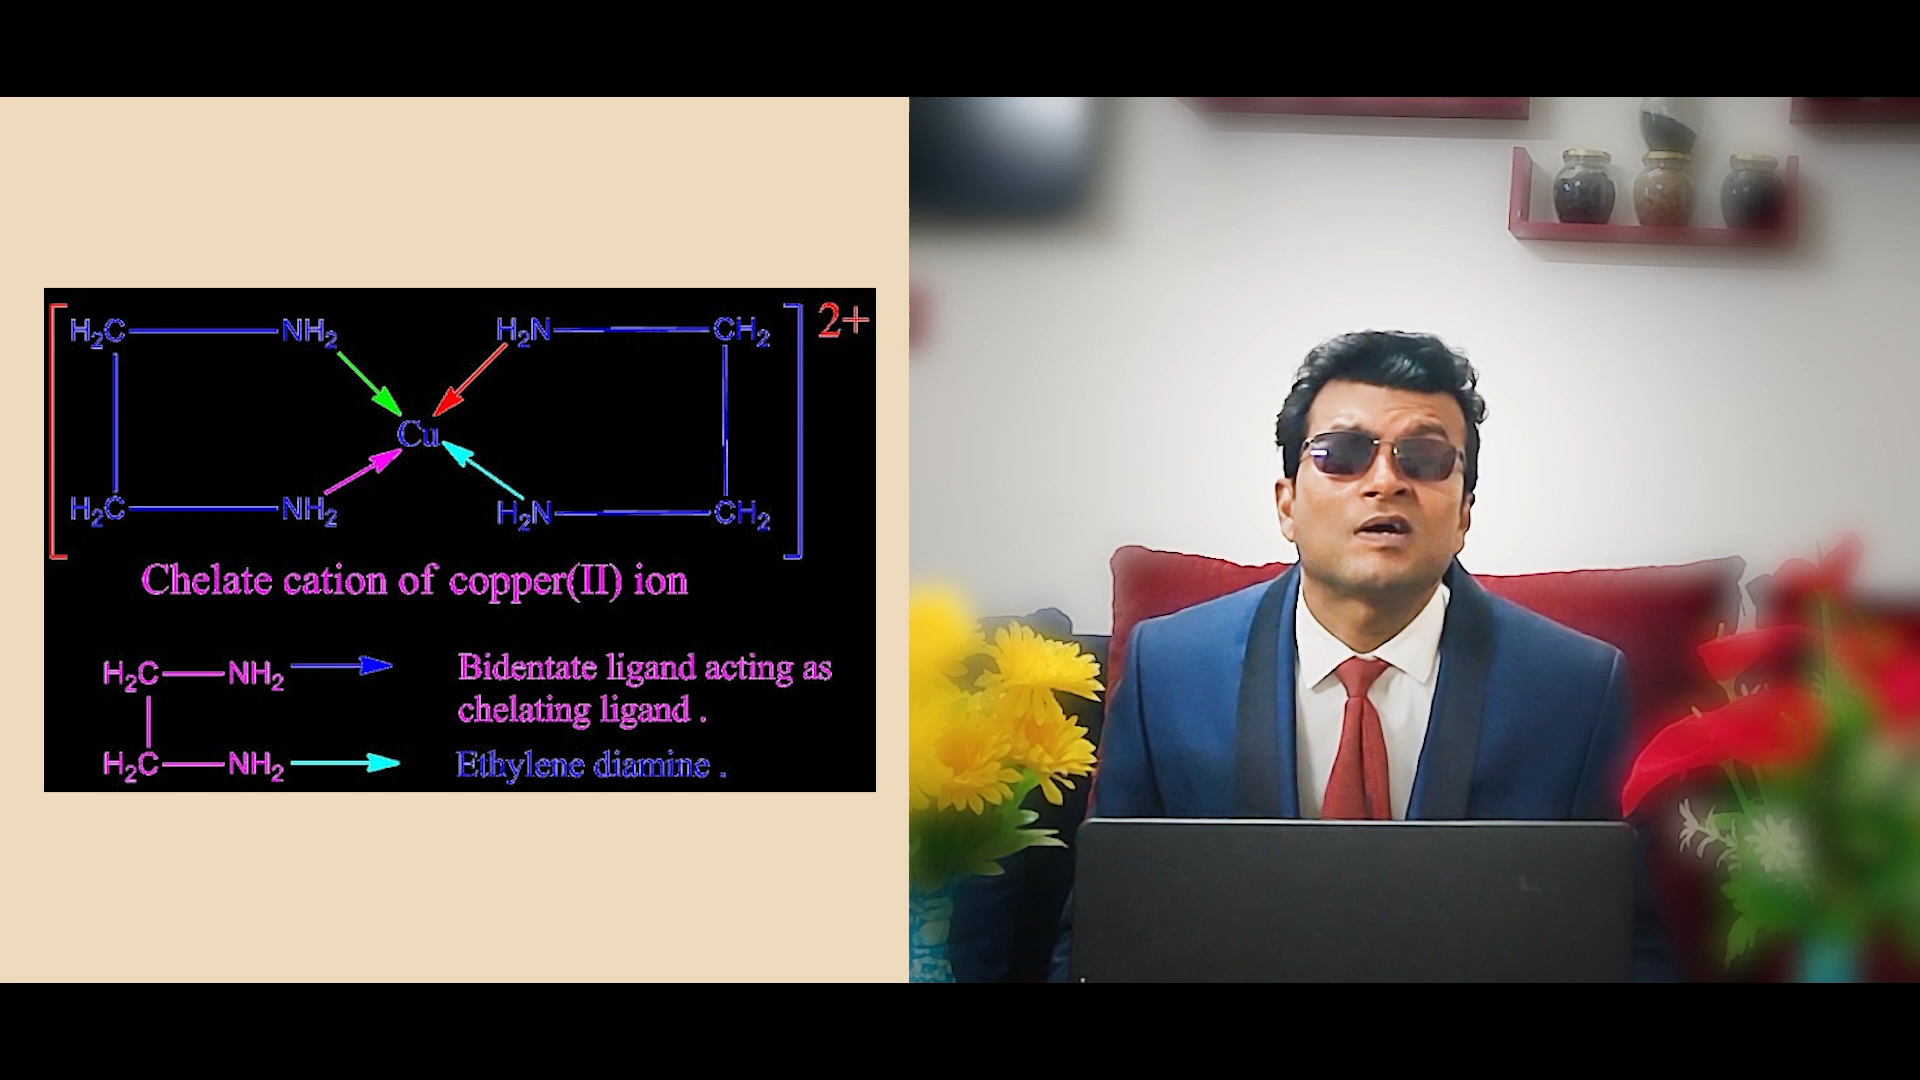 H₂C NH₂ H₂N CH₂ 2+
Cu
H₂C NH₂ H₂N CH₂
Chelate cation of copper(II) ion
H₂C NH₂ Bidentate ligand acting as
chelating ligand .
H₂C NH₂ Ethylene diamine .